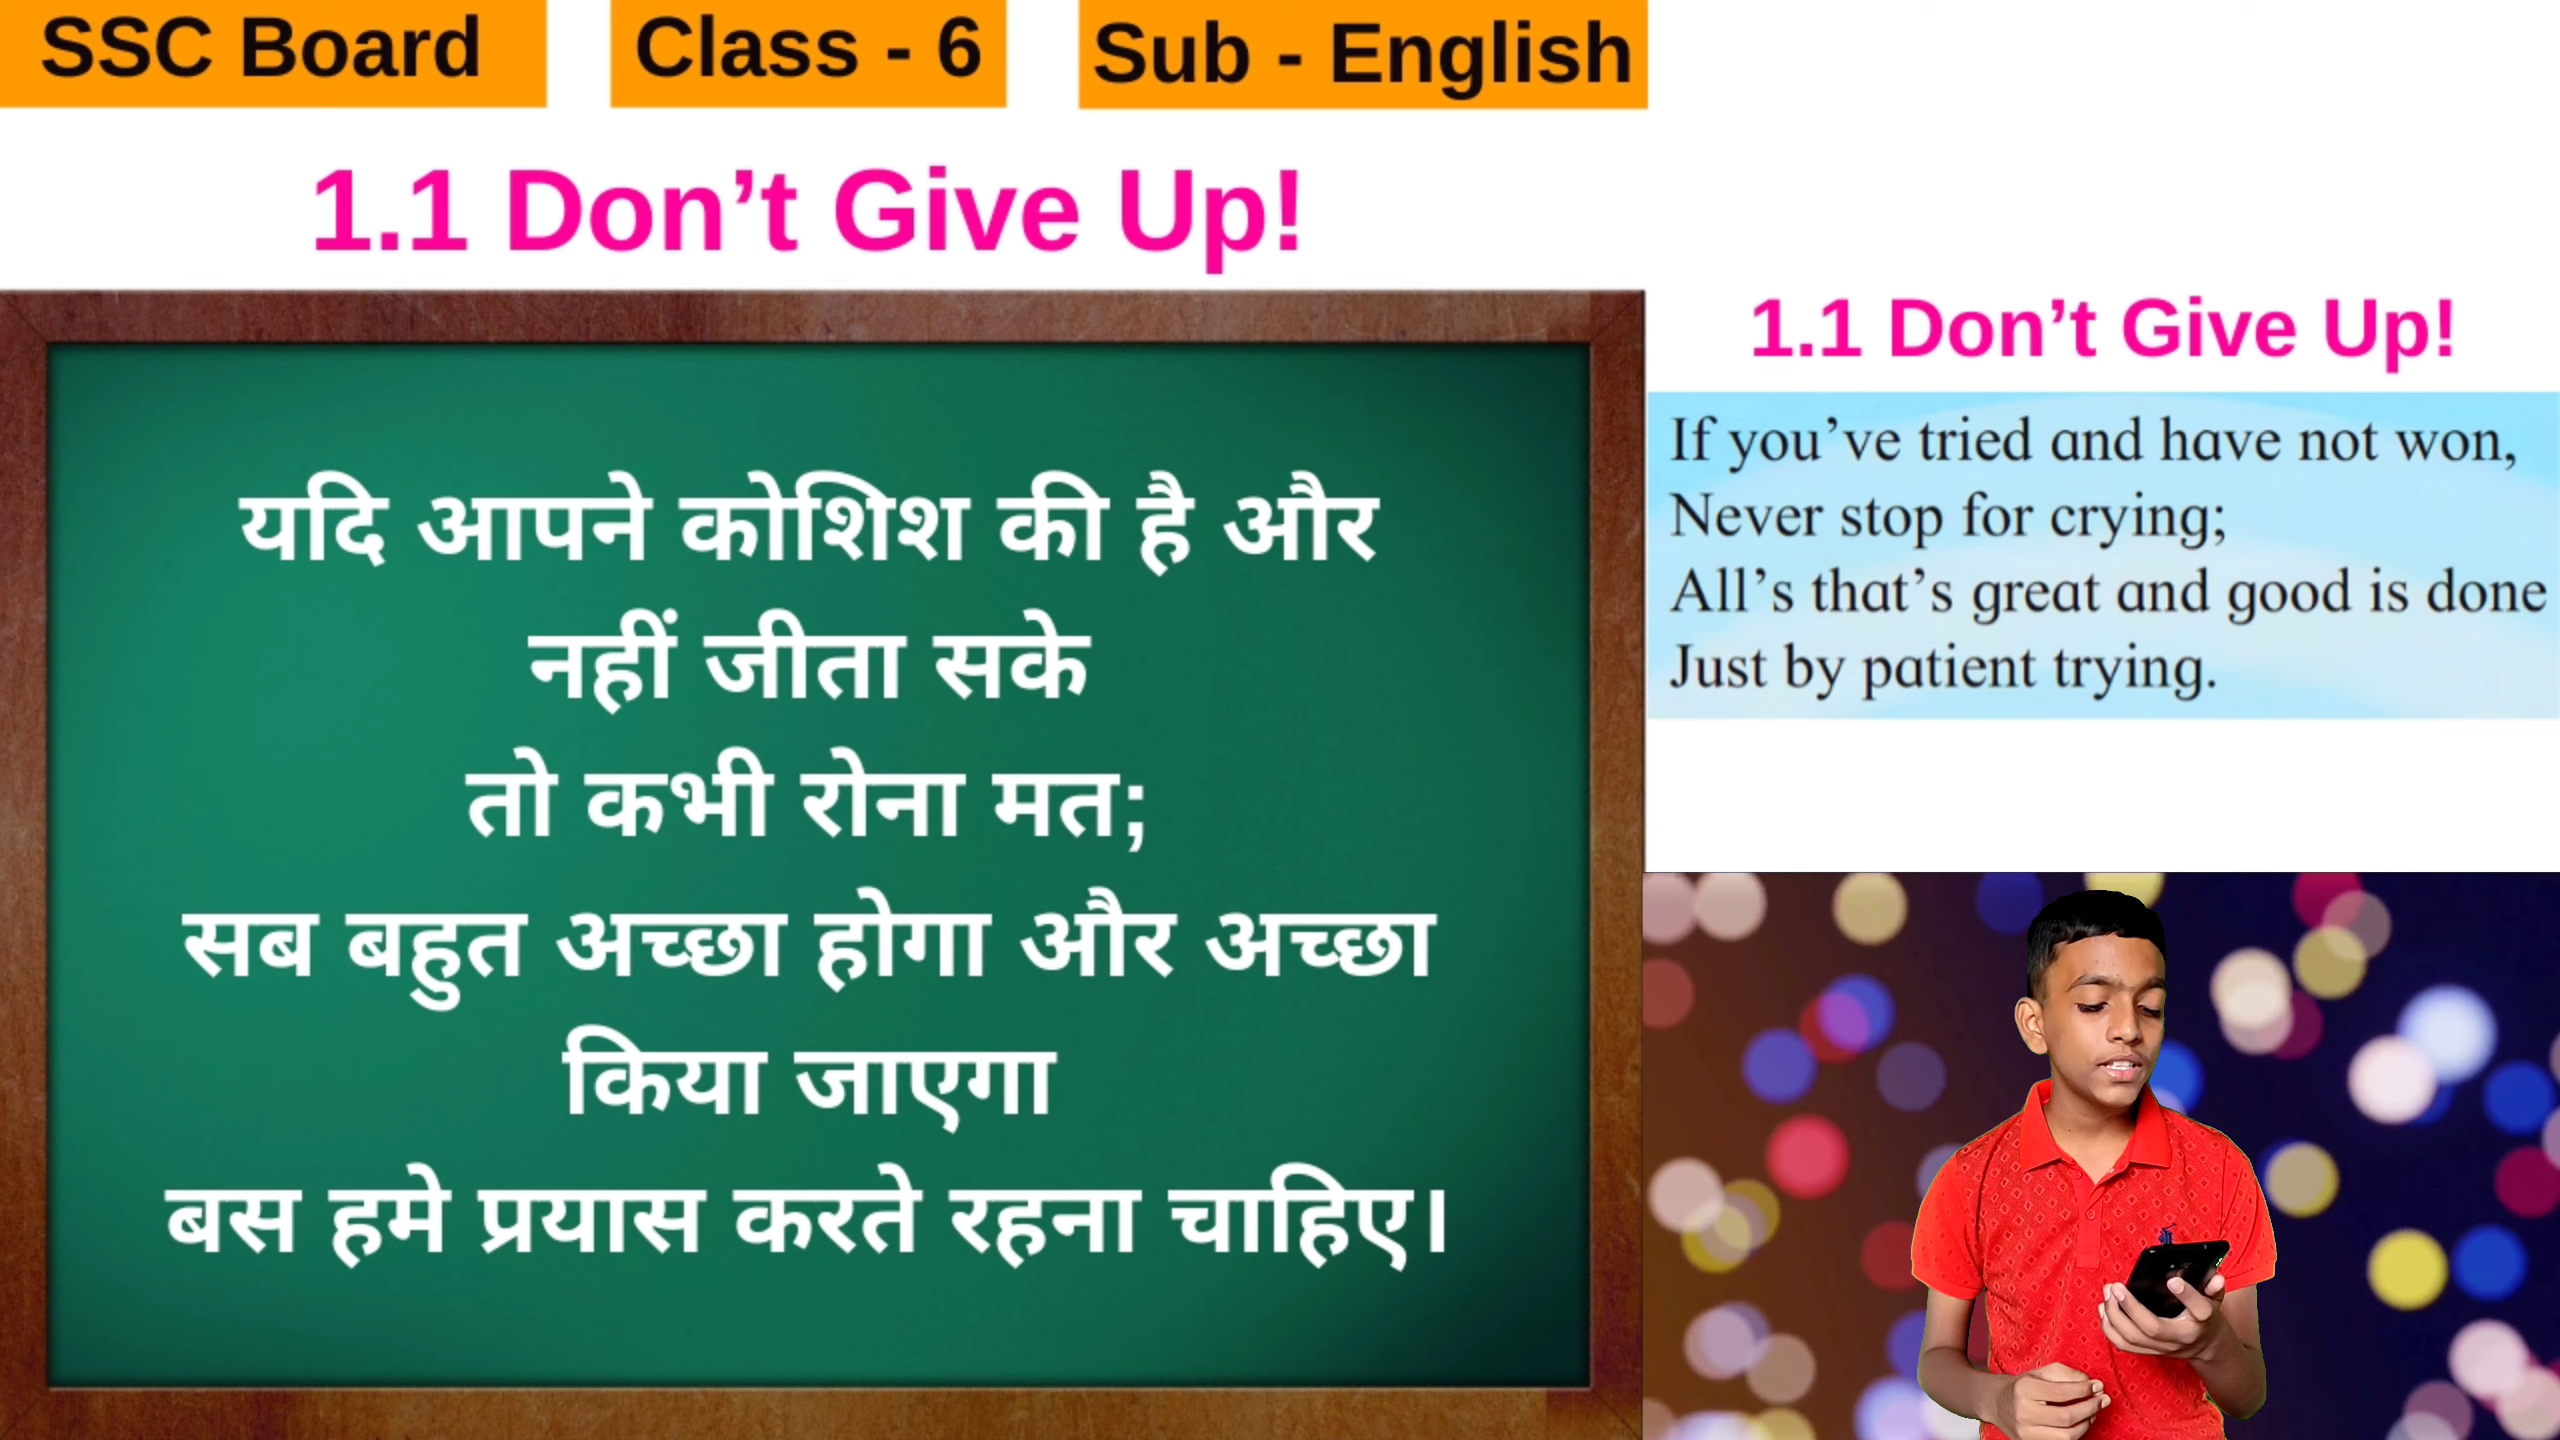 SSC Board
Class - 6
Sub - English
1.1 Don’t Give Up!
यदि आपने कोशिश की है और
नहीं जीता सके
तो कभी रोना मत;
सब बहुत अच्छा होगा और अच्छा
किया जाएगा
बस हमे प्रयास करते रहना चाहिए।
1.1 Don’t Give Up!
If you’ve tried and have not won,
Never stop for crying;
All’s that’s great and good is done
Just by patient trying.